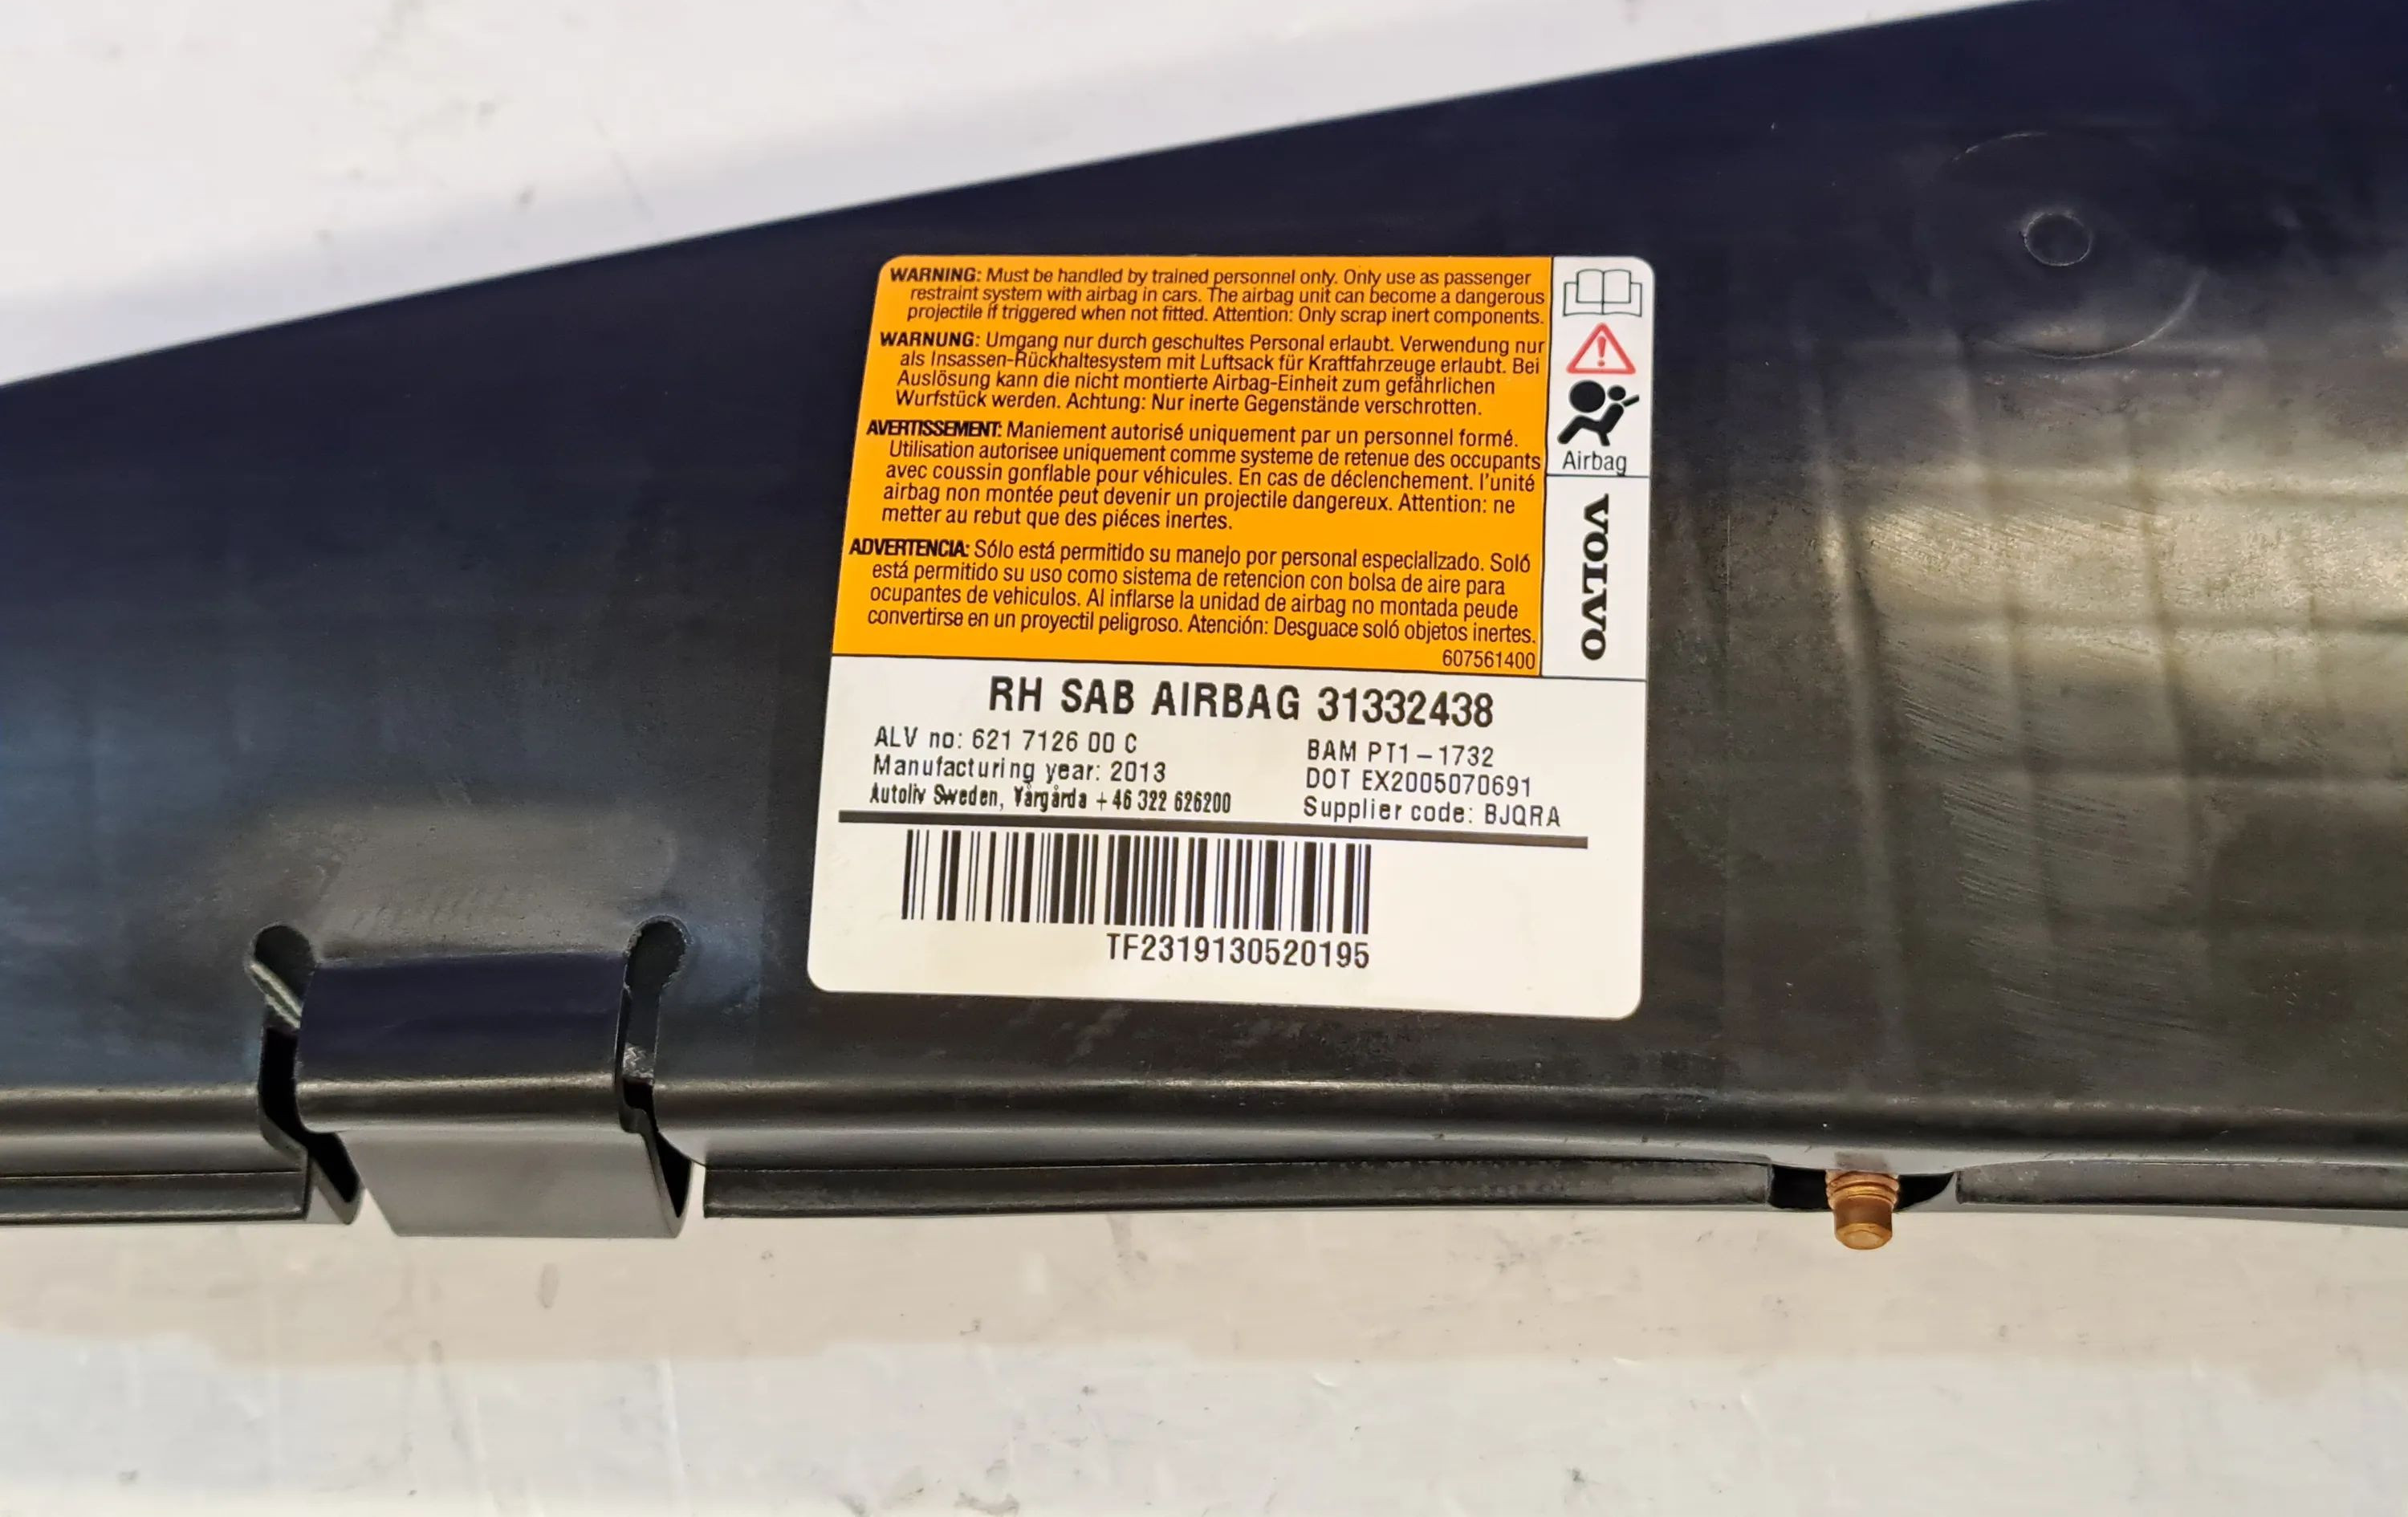 WARNING: Must be handled by trained personnel only. Only use as passenger
restraint system with airbag in cars. The airbag unit can become a dangerous
projectile if triggered when not fitted. Attention: Only scrap inert components.
WARNUNG: Umgang nur durch geschultes Personal erlaubt. Verwendung nur
als Insassen-Rückhaltesystem mit Luftsack für Kraftfahrzeuge erlaubt. Bei
Auslösung kann die nicht montierte Airbag-Einheit zum gefährlichen
Wurfstück werden. Achtung: Nur inerte Gegenstände verschrotten.
AVERTISSEMENT: Maniement autorisé uniquement par un personnel formé.
Utilisation autorisee uniquement comme systeme de retenue des occupants
avec coussin gonflable pour véhicules. En cas de déclenchement. l'unité
airbag non montée peut devenir un projectile dangereux. Attention: ne
metter au rebut que des piéces inertes.
ADVERTENCIA: Sólo está permitido su manejo por personal especializado. Soló
está permitido su uso como sistema de retencion con bolsa de aire para
ocupantes de vehiculos. Al inflarse la unidad de airbag no montada peude
convertirse en un proyectil peligroso. Atención: Desguace soló objetos inertes.
607561400
Airbag
VOLVO
RH SAB AIRBAG 31332438
ALV no: 621 7126 00 C
Manufacturing year: 2013
Autoliv Sweden, Vårgårda +46 322 626200
BAM PT1-1732
DOT EX2005070691
Supplier code: BJQRA
TF2319130520195